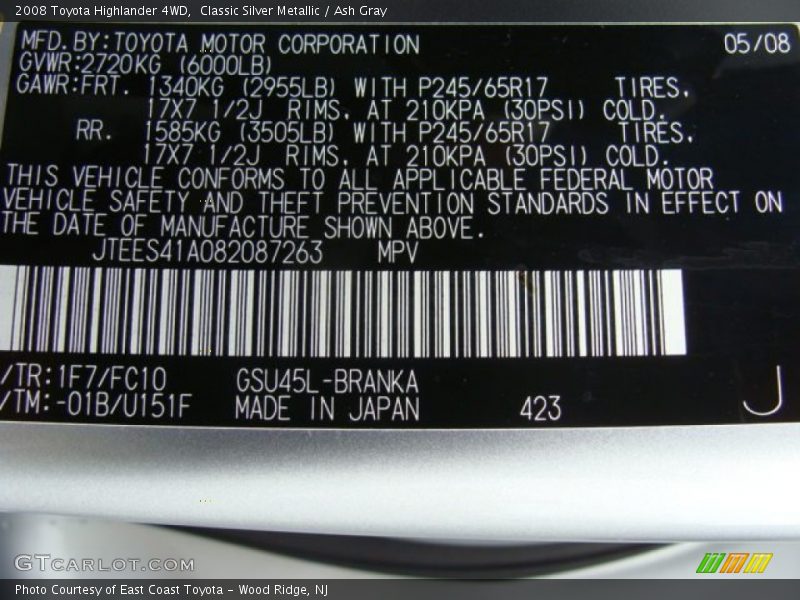 2008 Toyota Highlander 4WD,  Classic Silver Metallic / Ash Gray
MFD.BY:TOYOTA MOTOR CORPORATION 05/08
GVWR:2720KG (6000LB)
GAWR:FRT. 1340KG (2955LB) WITH P245/65R17 TIRES,
17X7 1/2J RIMS, AT 210KPA (30PSI) COLD.
RR. 1585KG (3505LB) WITH P245/65R17 TIRES,
17X7 1/2J RIMS, AT 210KPA (30PSI) COLD.
THIS VEHICLE CONFORMS TO ALL APPLICABLE FEDERAL MOTOR
VEHICLE SAFETY AND THEFT PREVENTION STANDARDS IN EFFECT ON
THE DATE OF MANUFACTURE SHOWN ABOVE.
JTEES41A082087263 MPV
/TR:1F7/FC10 GSU45L-BRANKA
/TM:-01B/U151F MADE IN JAPAN 423 J
GTCARLOT.COM
Photo Courtesy of East Coast Toyota - Wood Ridge, NJ